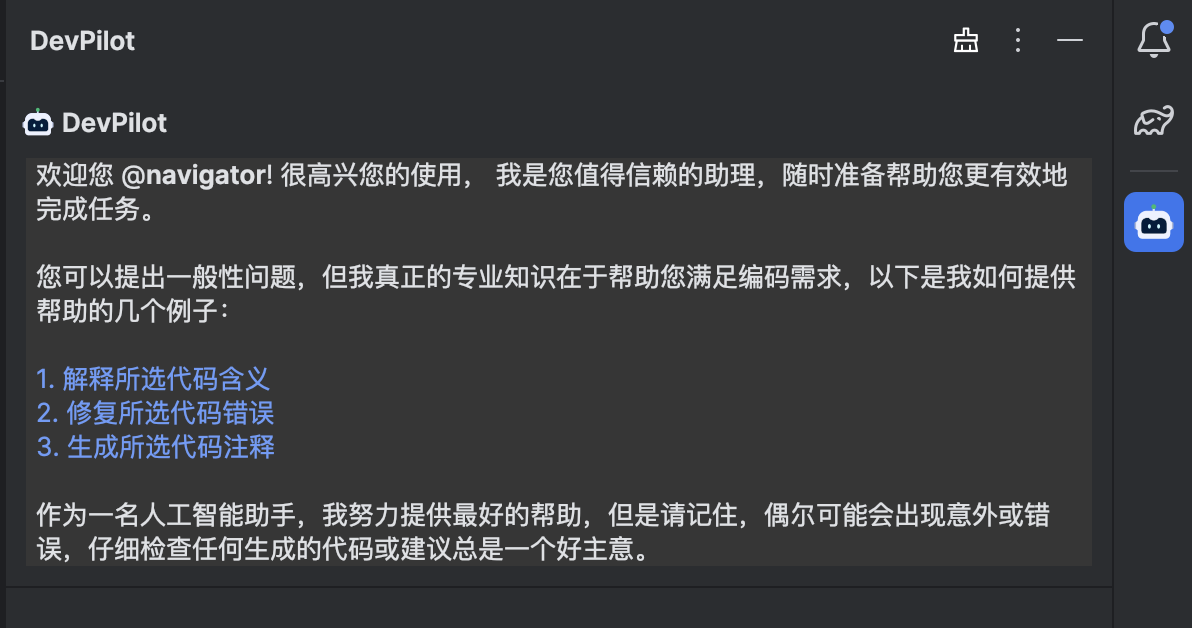 DevPilot
DevPilot
欢迎您 @navigator! 很高兴您的使用， 我是您值得信赖的助理，随时准备帮助您更有效地
完成任务。
您可以提出一般性问题，但我真正的专业知识在于帮助您满足编码需求，以下是我如何提供
帮助的几个例子：
1. 解释所选代码含义
2. 修复所选代码错误
3. 生成所选代码注释
作为一名人工智能助手，我努力提供最好的帮助，但是请记住，偶尔可能会出现意外或错
误，仔细检查任何生成的代码或建议总是一个好主意。